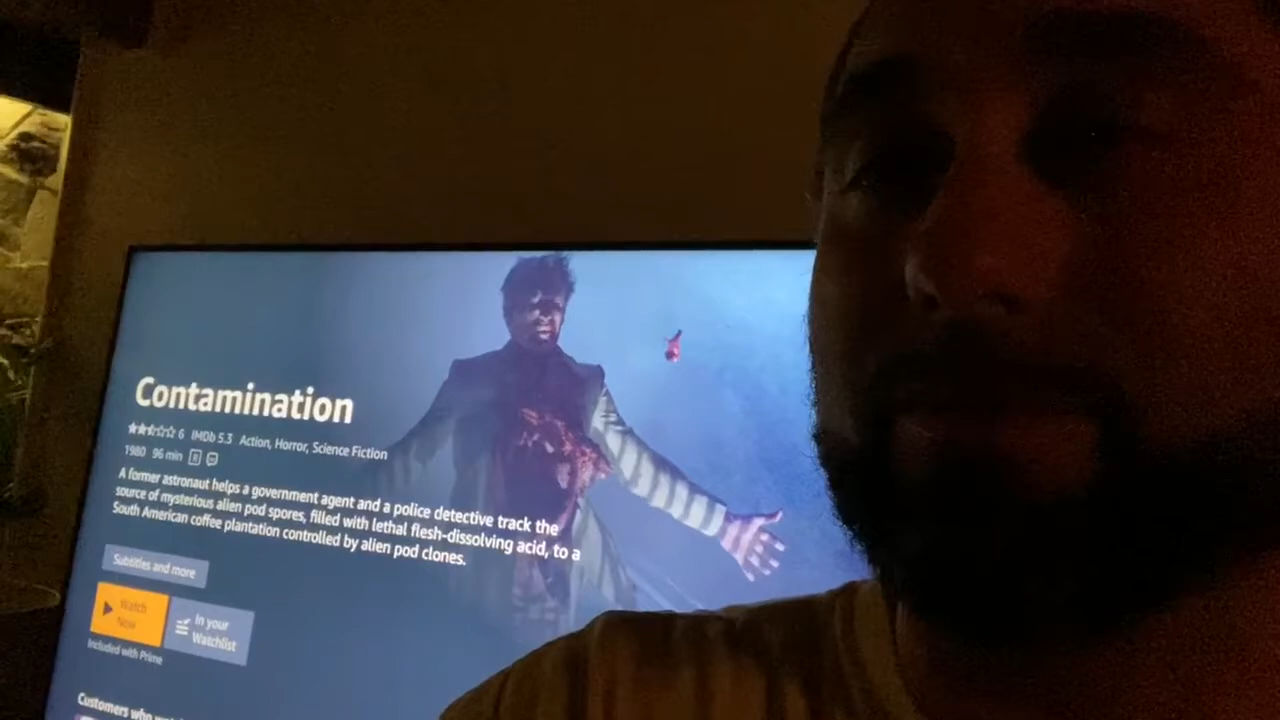 Contamination
6 IMDb 5.3 Action, Horror, Science Fiction
1980 96 min R
A former astronaut helps a government agent and a police detective track the
source of mysterious alien pod spores, filled with lethal flesh-dissolving acid, to a
South American coffee plantation controlled by alien pod clones.
Subtitles and more
Watch
Now
In your
Watchlist
Included with Prime
Customers who